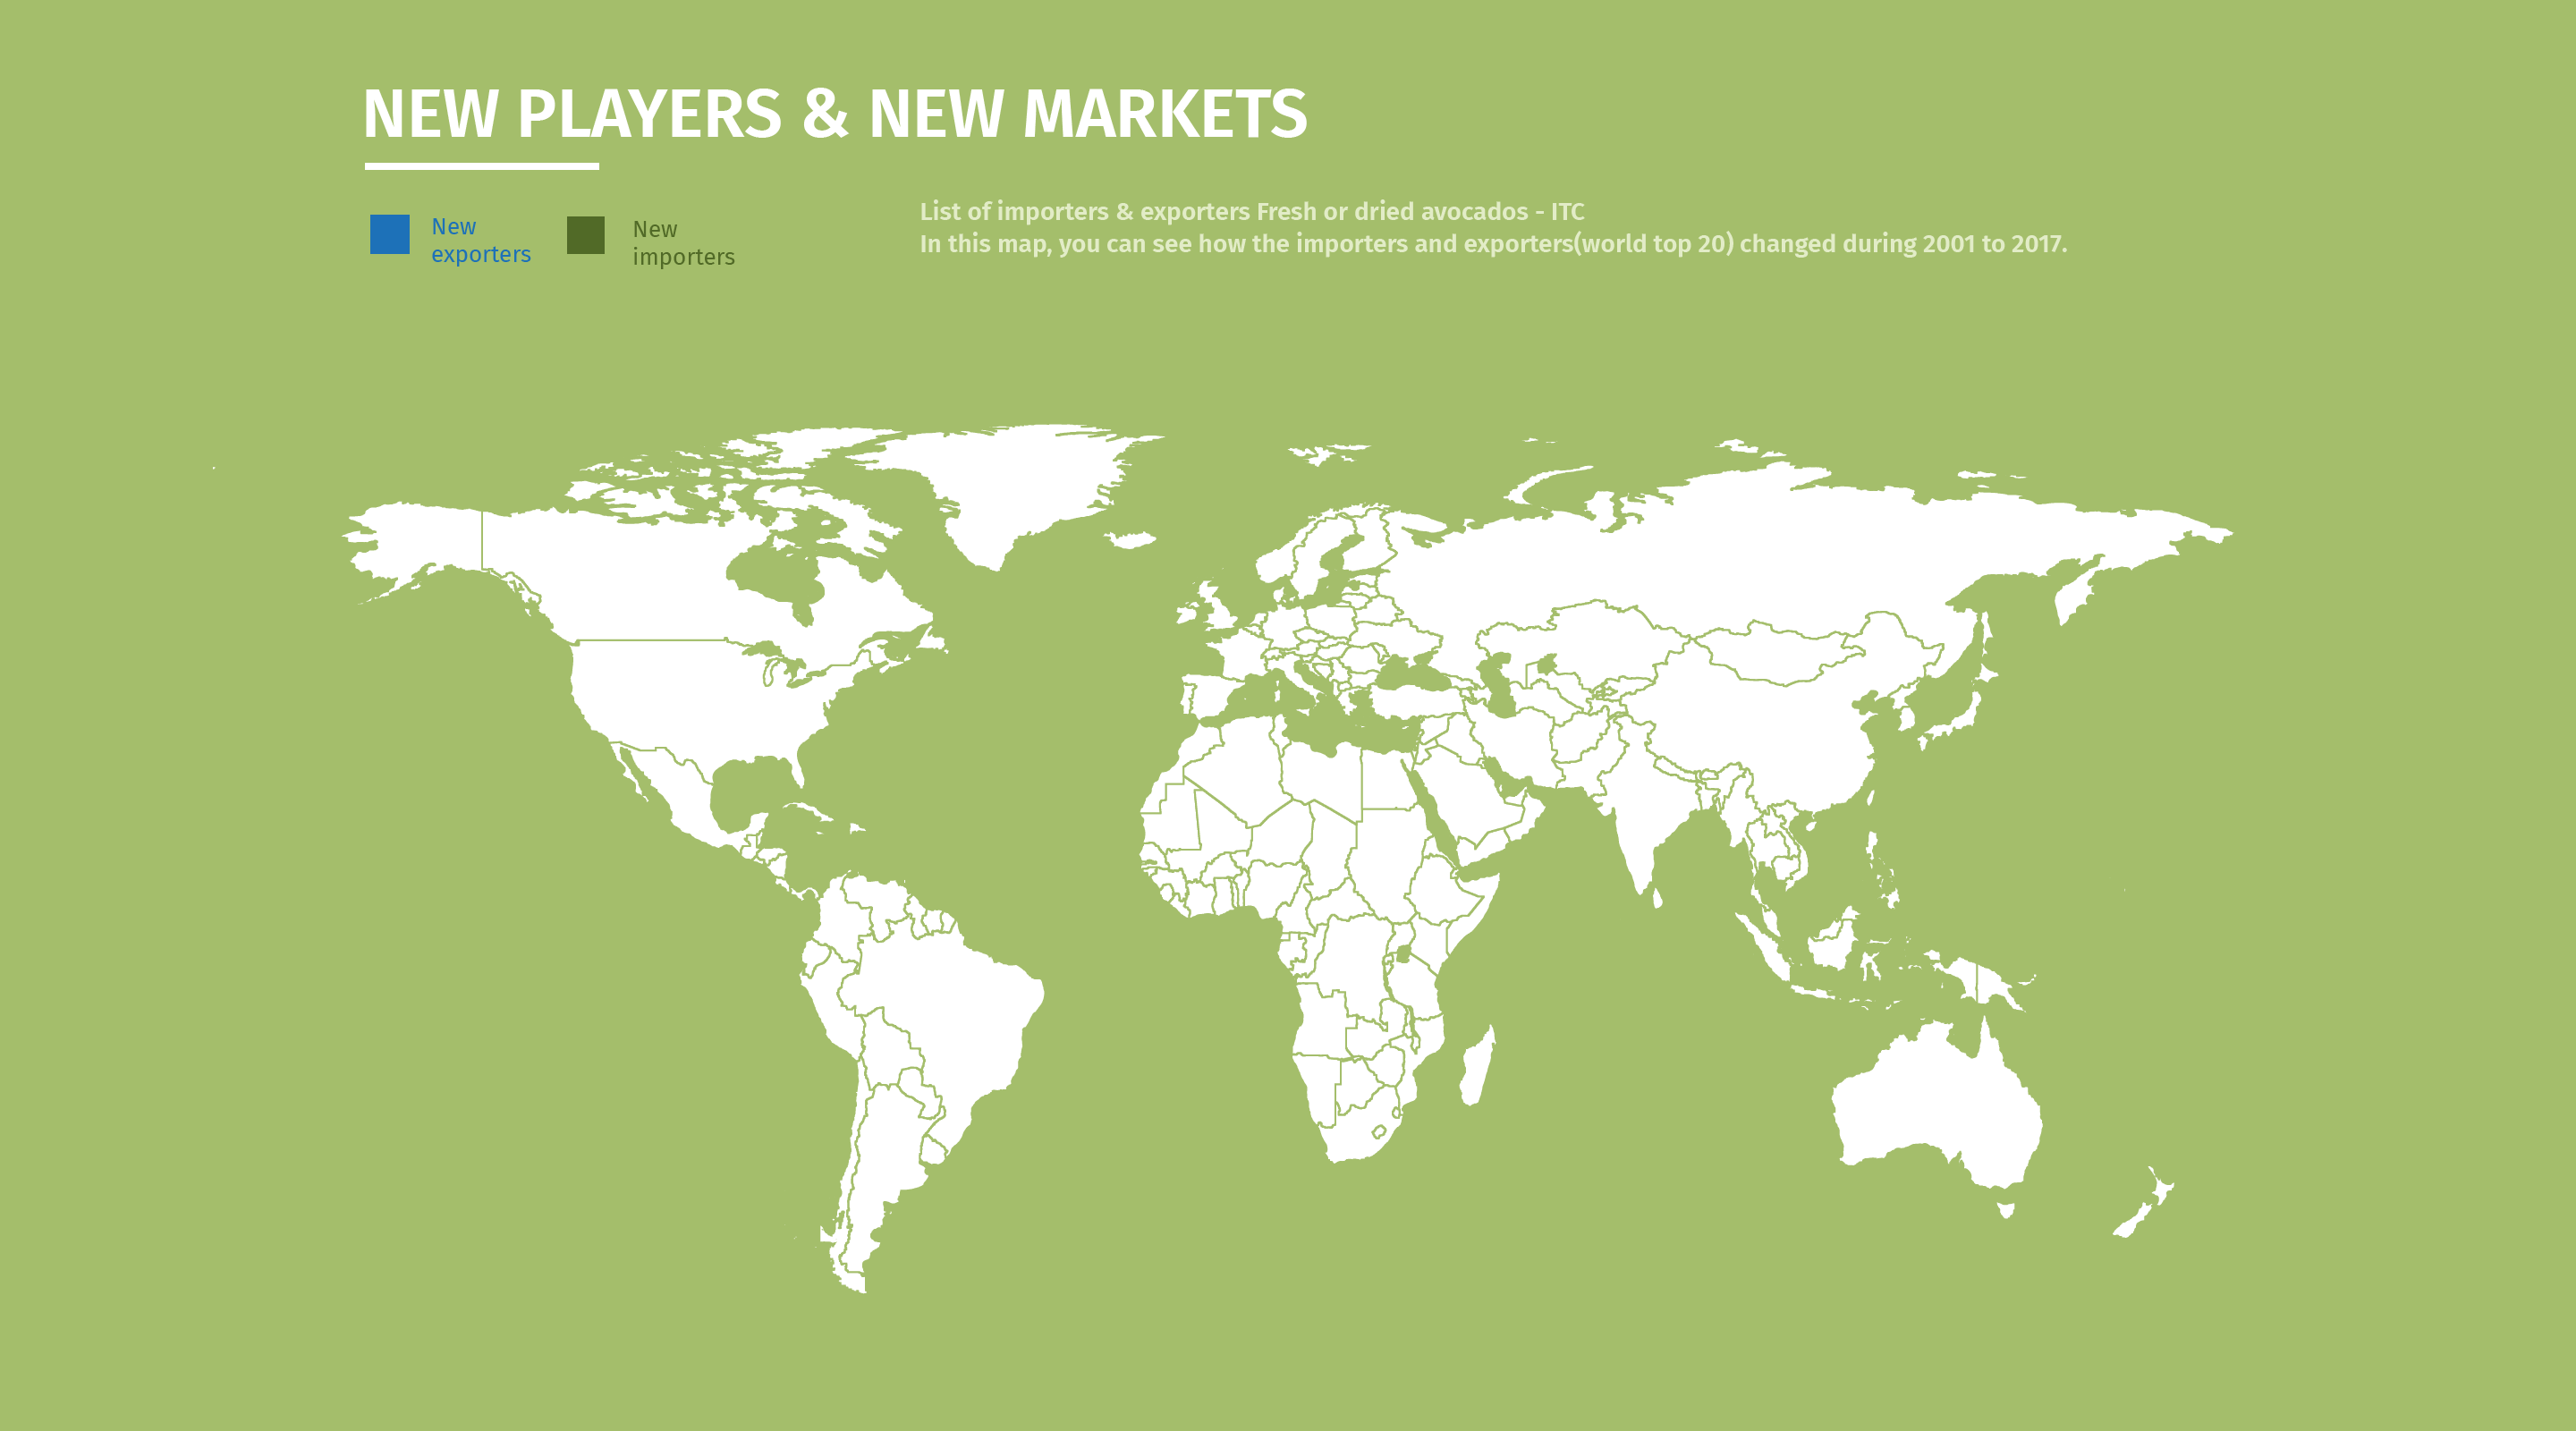 NEW PLAYERS & NEW MARKETS
New
exporters
New
importers
List of importers & exporters Fresh or dried avocados - ITC
In this map, you can see how the importers and exporters(world top 20) changed during 2001 to 2017.